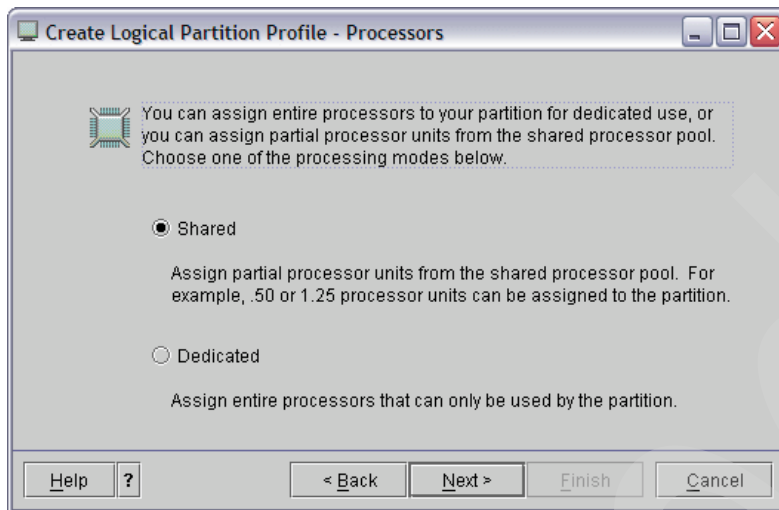 Create Logical Partition Profile - Processors
You can assign entire processors to your partition for dedicated use, or
you can assign partial processor units from the shared processor pool.
Choose one of the processing modes below.
Shared
Assign partial processor units from the shared processor pool. For
example, .50 or 1.25 processor units can be assigned to the partition.
Dedicated
Assign entire processors that can only be used by the partition.
Help ? < Back Next > Finish Cancel